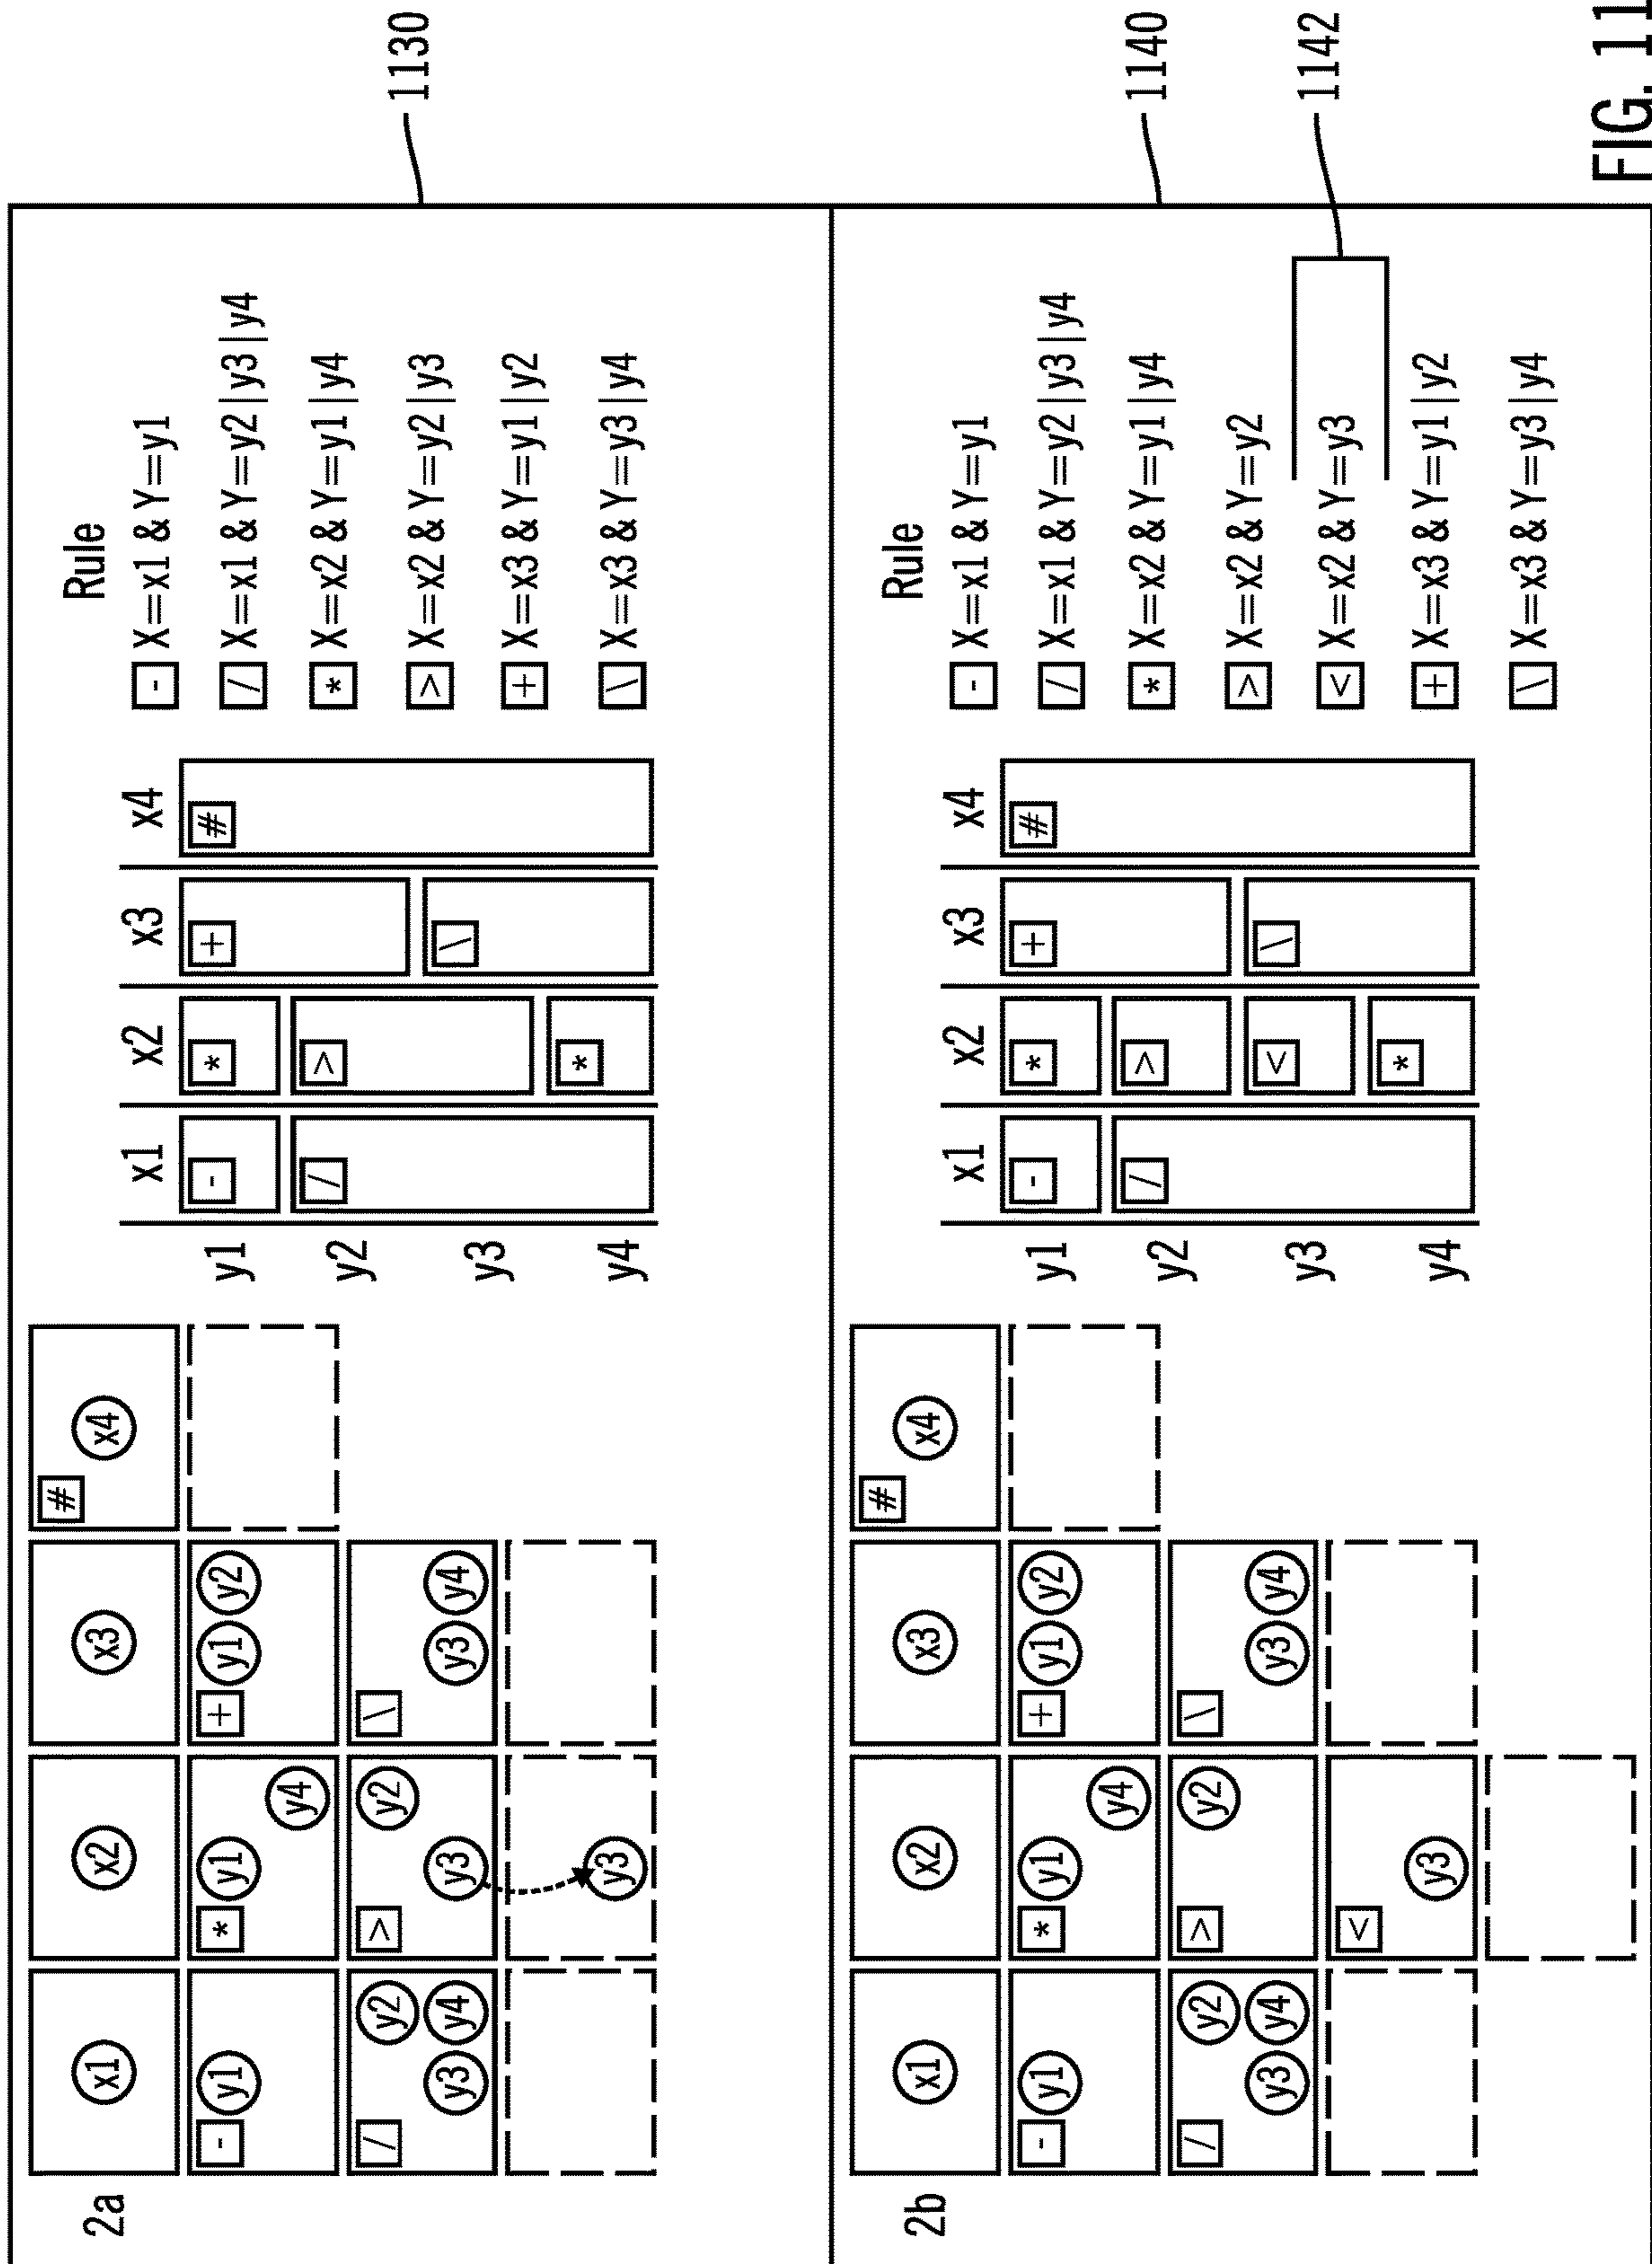 2a
x1 x2 x3 # x4
- y1 * y1 y4 + y1 y2
/ y2 y3 y4 > y2 y3 \ y3 y4
y3
x1 x2 x3 x4
y1 - * + #
y2 / >
y3 \
y4 *
Rule
- X==x1 & Y==y1
/ X==x1 & Y==y2|y3|y4
* X==x2 & Y==y1|y4
> X==x2 & Y==y2|y3
+ X==x3 & Y==y1|y2
\ X==x3 & Y==y3|y4
1130
2b
x1 x2 x3 # x4
- y1 * y1 y4 + y1 y2
/ y2 y3 y4 > y2 \ y3 y4
< y3
x1 x2 x3 x4
y1 - * + #
y2 / >
y3 < \
y4 *
Rule
- X==x1 & Y==y1
/ X==x1 & Y==y2|y3|y4
* X==x2 & Y==y1|y4
> X==x2 & Y==y2
< X==x2 & Y==y3
+ X==x3 & Y==y1|y2
\ X==x3 & Y==y3|y4
1140
1142
FIG. 11